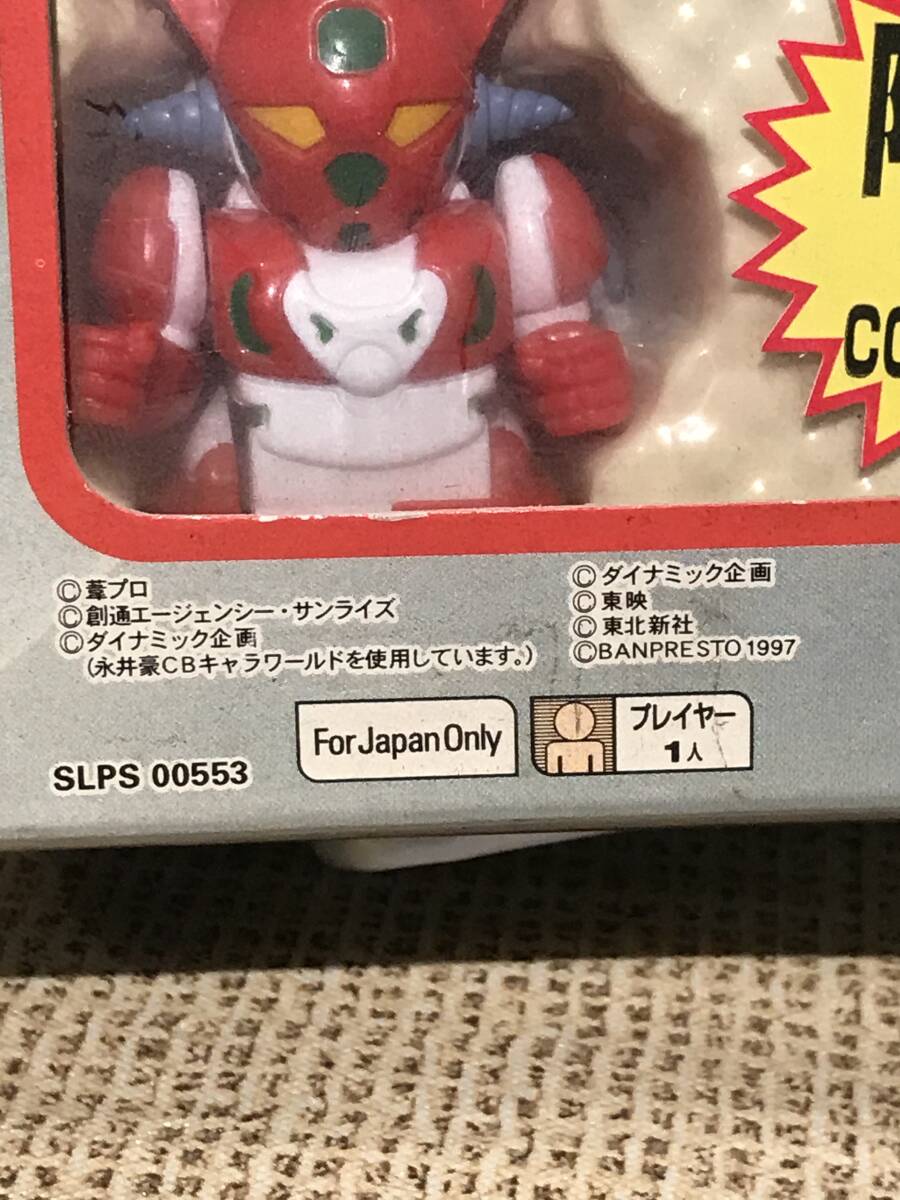 CO
©葦プロ
©創通エージェンシー・サンライズ
©ダイナミック企画
(永井豪CBキャラワールドを使用しています。)
©ダイナミック企画
©東映
©東北新社
©BANPRESTO 1997
For Japan Only
プレイヤー
1人
SLPS 00553